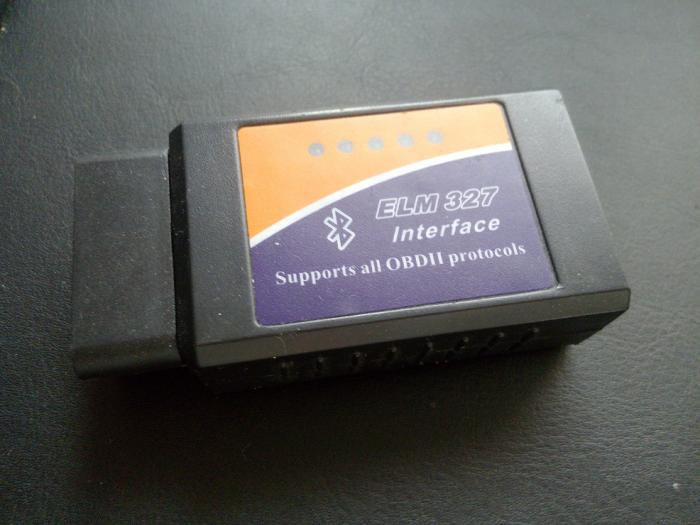 ELM 327
Interface
Supports all OBDII protocols